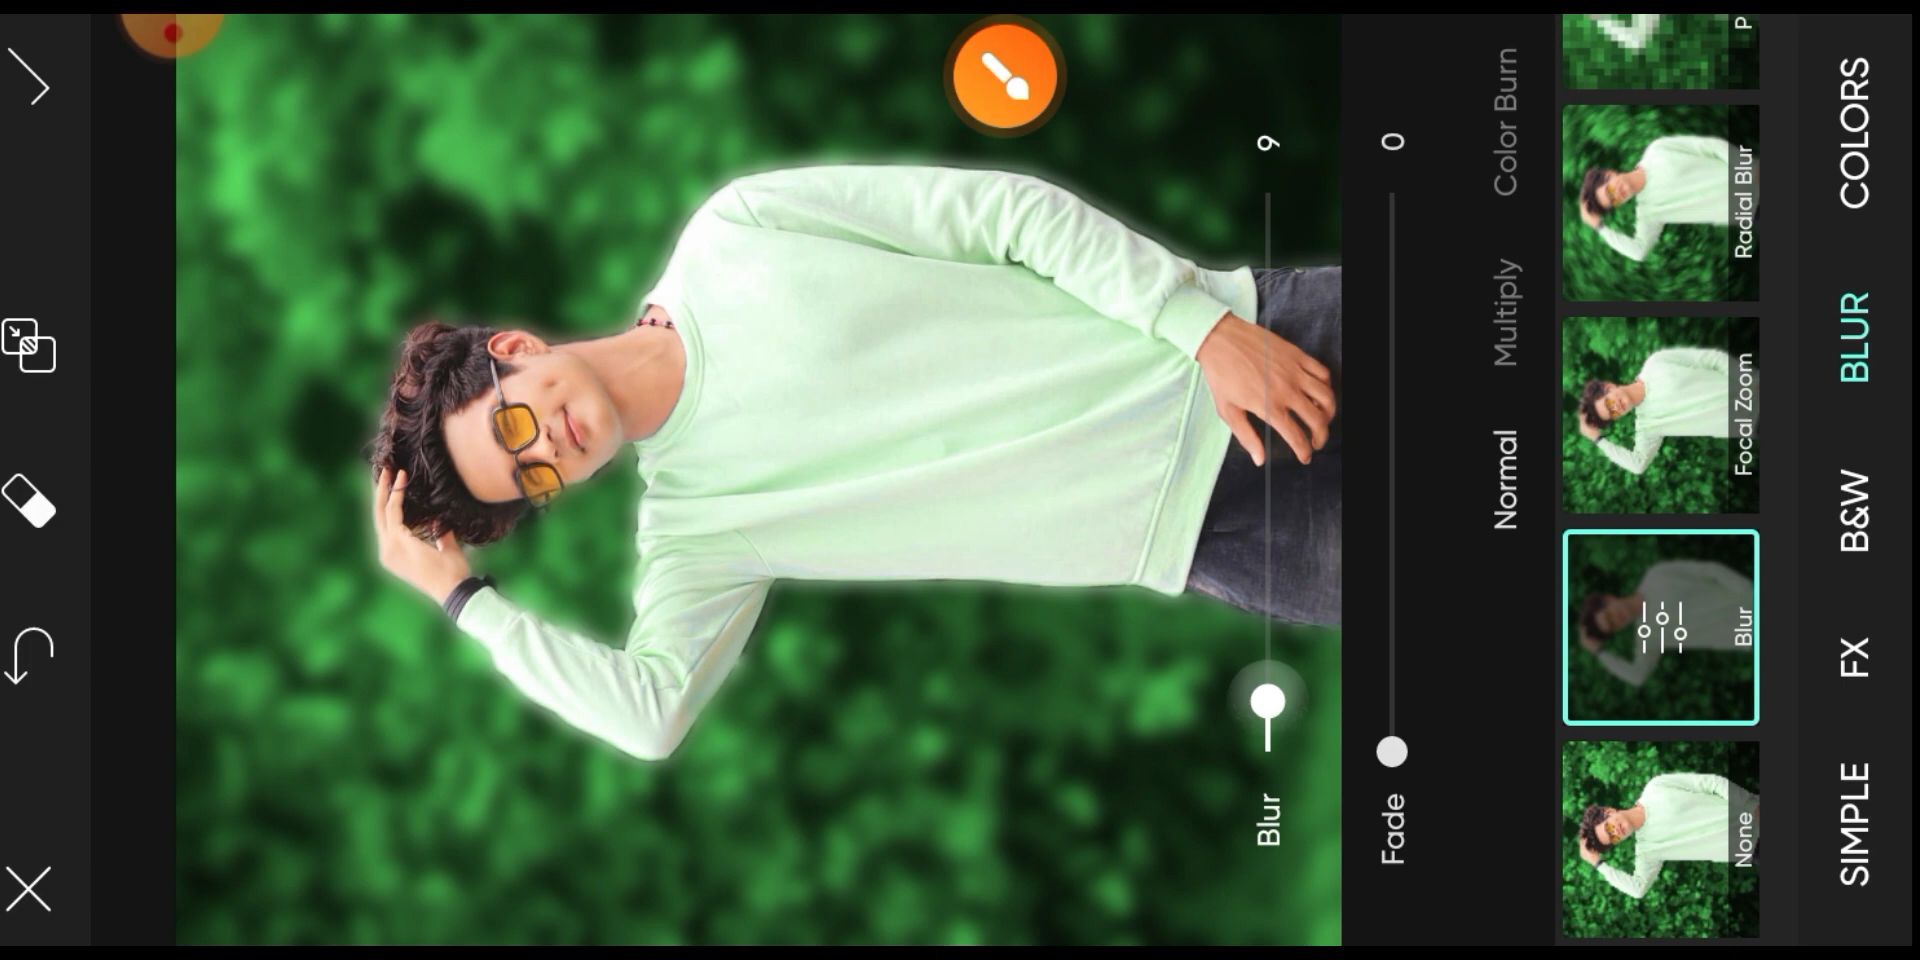 Blur 9
Fade 0
Normal Multiply Color Burn
None
Blur
Focal Zoom
Radial Blur
P
SIMPLE FX B&W BLUR COLORS